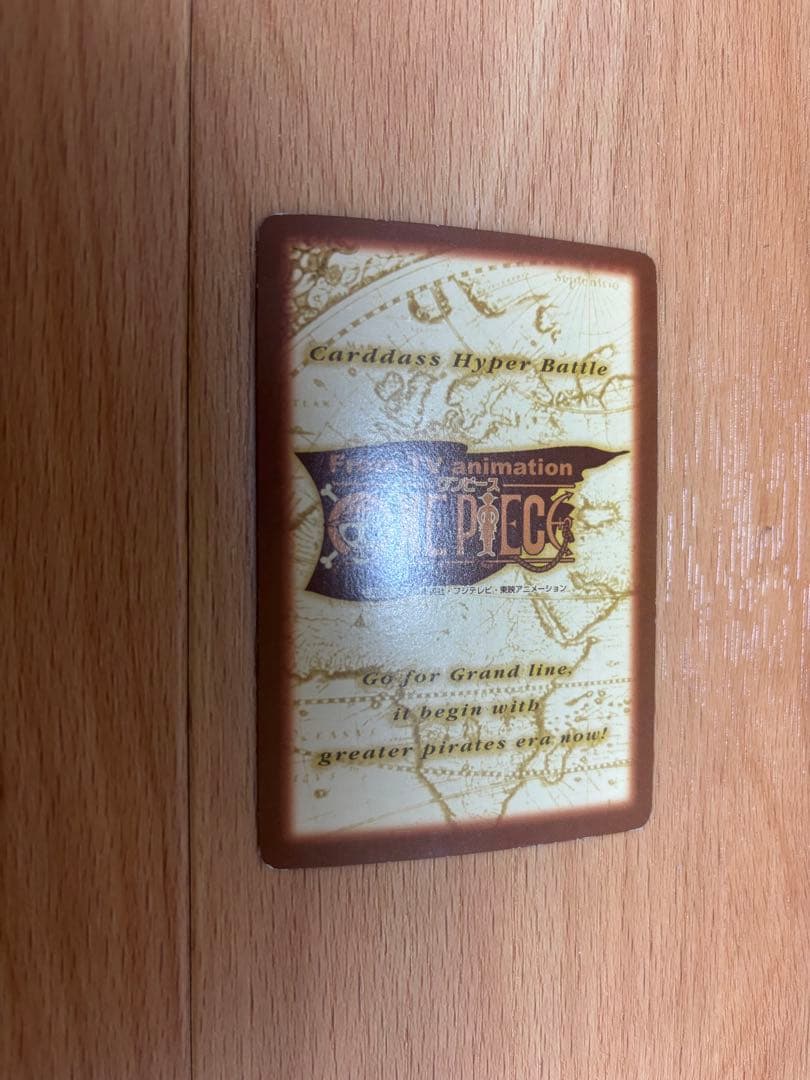 Septentrio
Carddass Hyper Battle
From TV animation
ワンピース
ONE PIECE
フジテレビ・東映アニメーション
Go for Grand line,
it begin with
greater pirates era now!